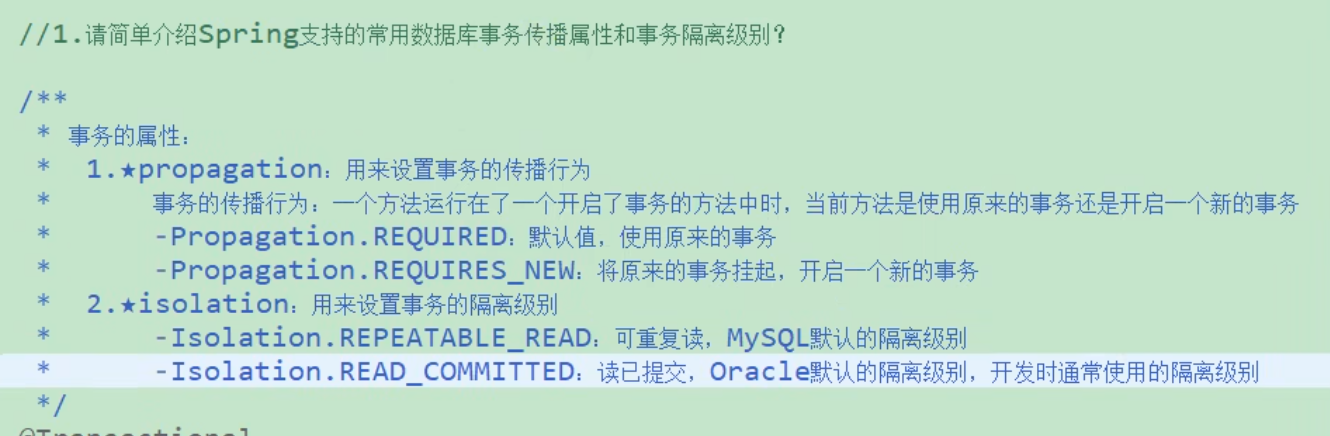 //1.请简单介绍Spring支持的常用数据库事务传播属性和事务隔离级别?
/**
* 事务的属性:
* 1.★propagation: 用来设置事务的传播行为
* 事务的传播行为: 一个方法运行在了一个开启了事务的方法中时, 当前方法是使用原来的事务还是开启一个新的事务
* -Propagation.REQUIRED: 默认值, 使用原来的事务
* -Propagation.REQUIRES_NEW: 将原来的事务挂起, 开启一个新的事务
* 2.★isolation: 用来设置事务的隔离级别
* -Isolation.REPEATABLE_READ: 可重复读, MySQL默认的隔离级别
* -Isolation.READ_COMMITTED: 读已提交, Oracle默认的隔离级别, 开发时通常使用的隔离级别
*/
@Transactional